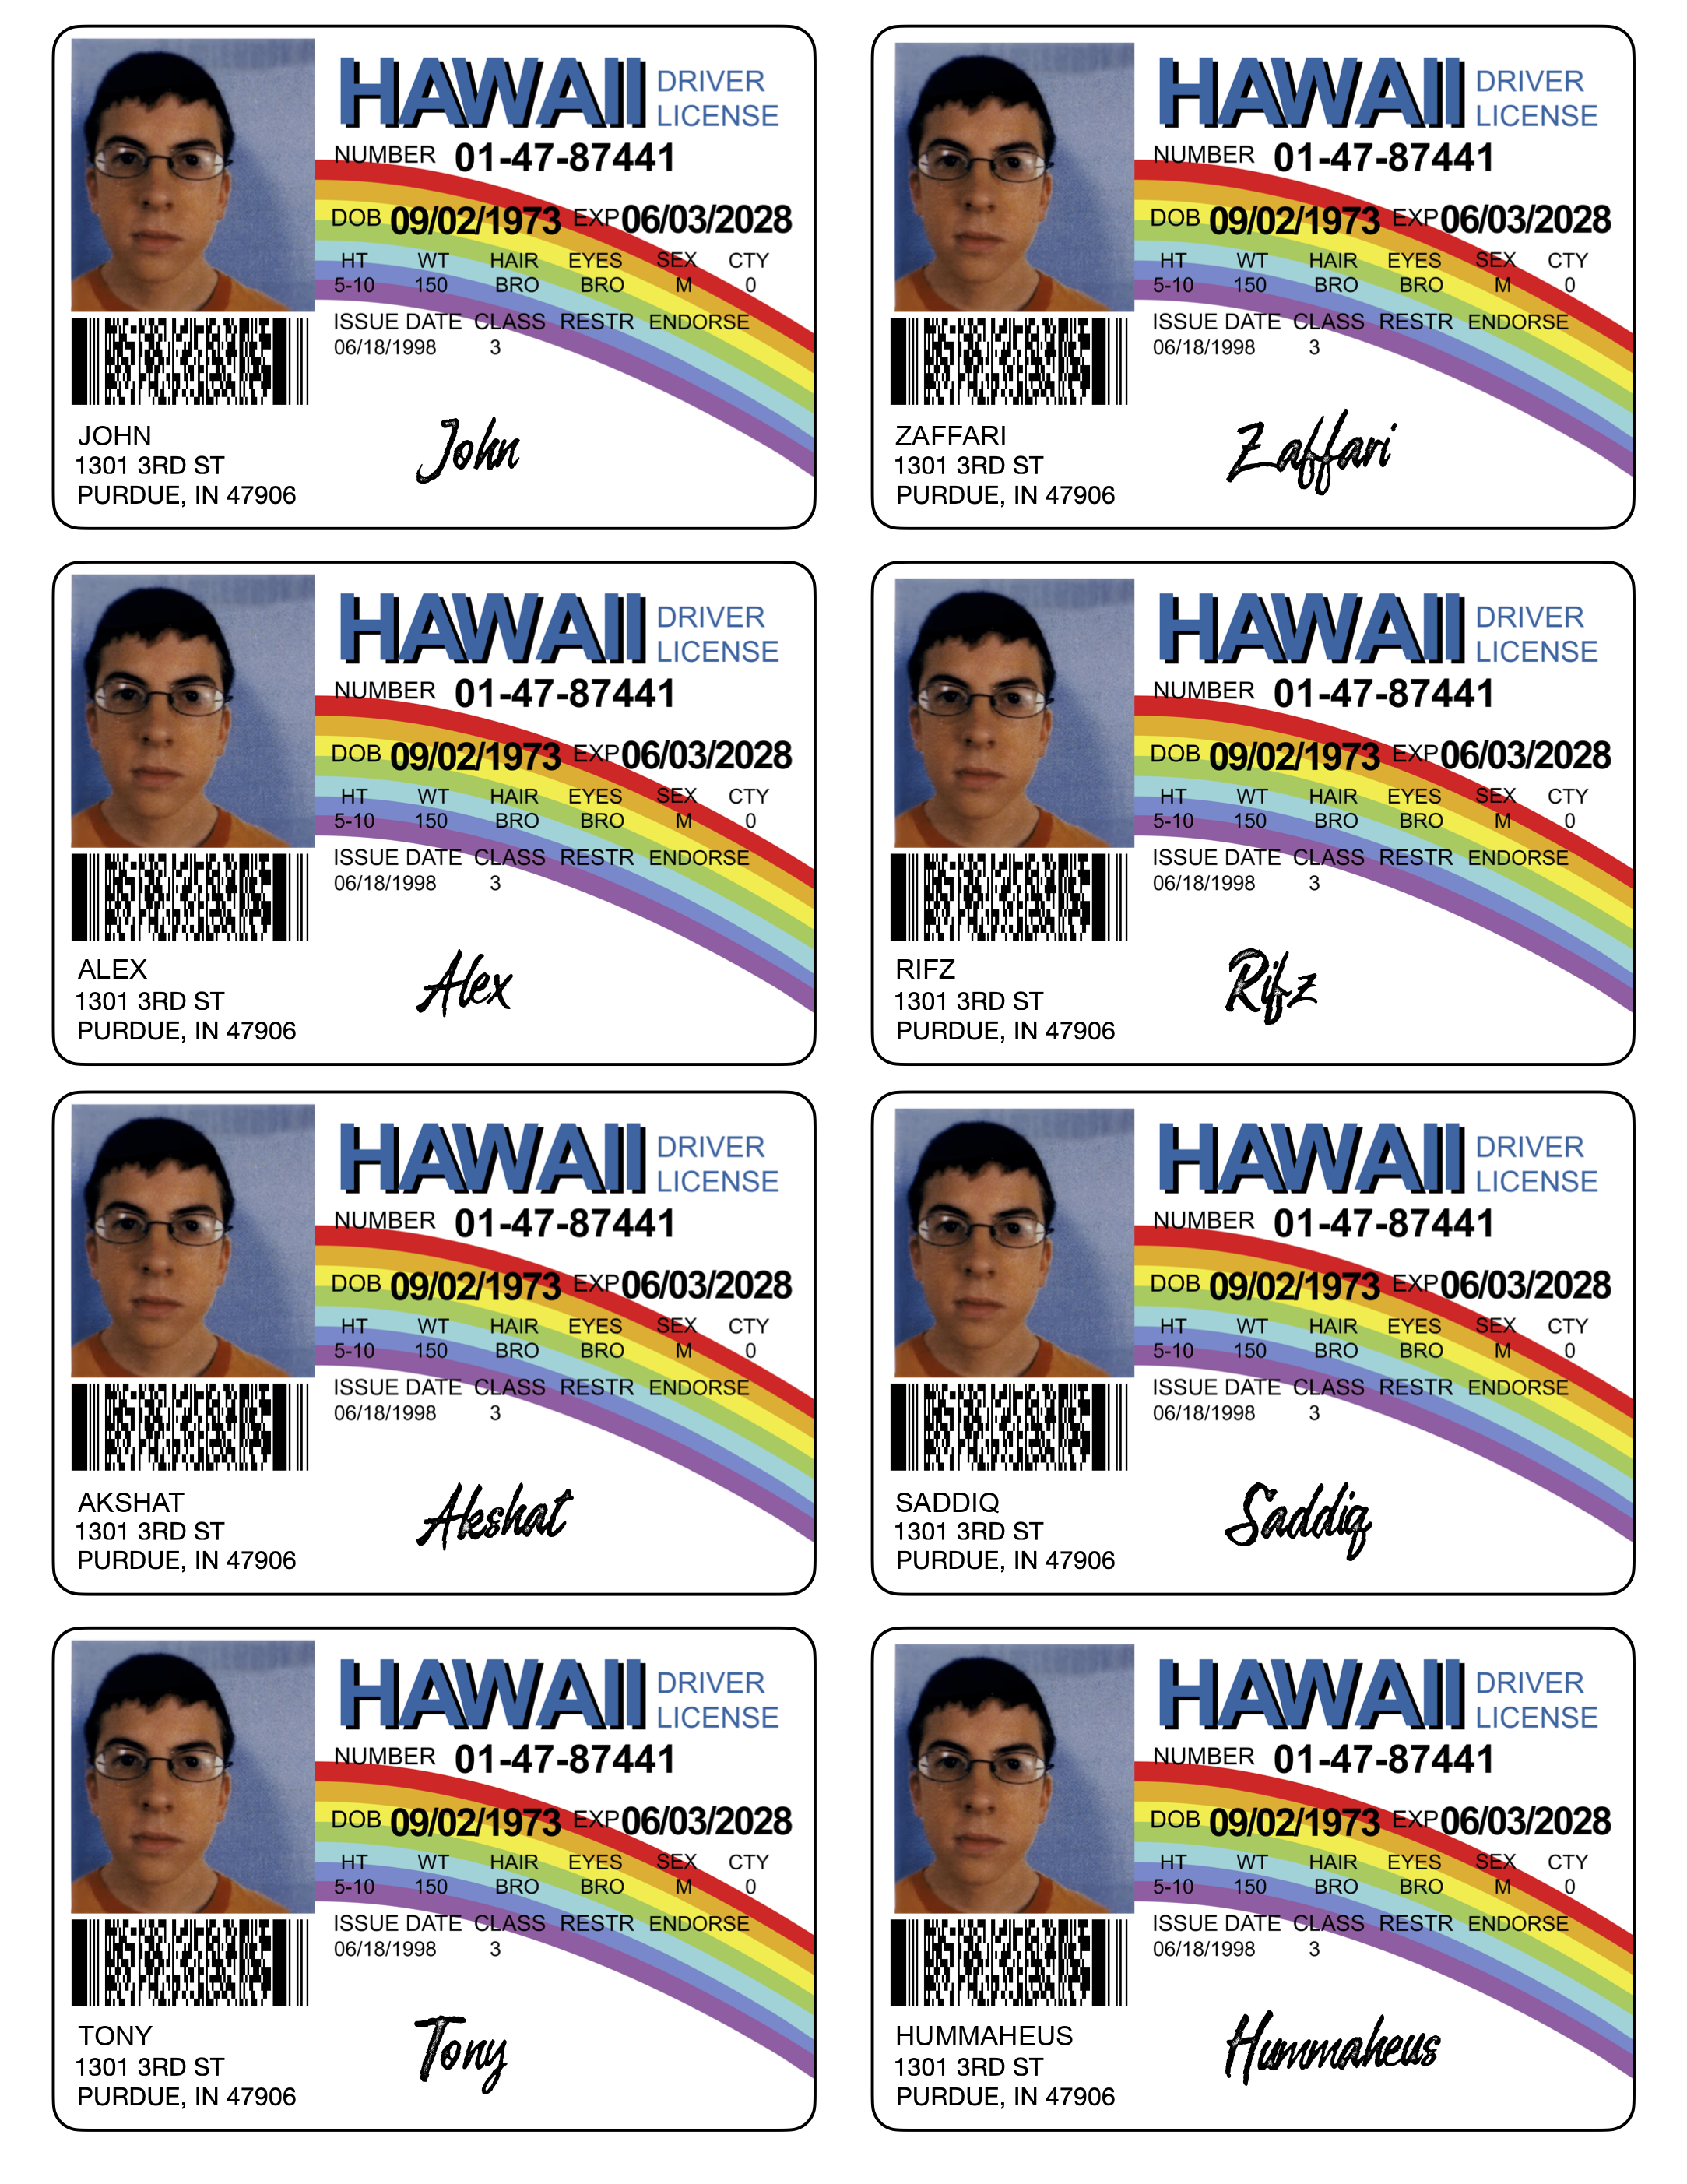 HAWAII DRIVER LICENSE
NUMBER 01-47-87441
DOB 09/02/1973 EXP 06/03/2028
HT WT HAIR EYES SEX CTY
5-10 150 BRO BRO M 0
ISSUE DATE CLASS RESTR ENDORSE
06/18/1998 3
John
JOHN
1301 3RD ST
PURDUE, IN 47906
HAWAII DRIVER LICENSE
NUMBER 01-47-87441
DOB 09/02/1973 EXP 06/03/2028
HT WT HAIR EYES SEX CTY
5-10 150 BRO BRO M 0
ISSUE DATE CLASS RESTR ENDORSE
06/18/1998 3
Zaffari
ZAFFARI
1301 3RD ST
PURDUE, IN 47906
HAWAII DRIVER LICENSE
NUMBER 01-47-87441
DOB 09/02/1973 EXP 06/03/2028
HT WT HAIR EYES SEX CTY
5-10 150 BRO BRO M 0
ISSUE DATE CLASS RESTR ENDORSE
06/18/1998 3
Alex
ALEX
1301 3RD ST
PURDUE, IN 47906
HAWAII DRIVER LICENSE
NUMBER 01-47-87441
DOB 09/02/1973 EXP 06/03/2028
HT WT HAIR EYES SEX CTY
5-10 150 BRO BRO M 0
ISSUE DATE CLASS RESTR ENDORSE
06/18/1998 3
Rifz
RIFZ
1301 3RD ST
PURDUE, IN 47906
HAWAII DRIVER LICENSE
NUMBER 01-47-87441
DOB 09/02/1973 EXP 06/03/2028
HT WT HAIR EYES SEX CTY
5-10 150 BRO BRO M 0
ISSUE DATE CLASS RESTR ENDORSE
06/18/1998 3
Akshat
AKSHAT
1301 3RD ST
PURDUE, IN 47906
HAWAII DRIVER LICENSE
NUMBER 01-47-87441
DOB 09/02/1973 EXP 06/03/2028
HT WT HAIR EYES SEX CTY
5-10 150 BRO BRO M 0
ISSUE DATE CLASS RESTR ENDORSE
06/18/1998 3
Saddiq
SADDIQ
1301 3RD ST
PURDUE, IN 47906
HAWAII DRIVER LICENSE
NUMBER 01-47-87441
DOB 09/02/1973 EXP 06/03/2028
HT WT HAIR EYES SEX CTY
5-10 150 BRO BRO M 0
ISSUE DATE CLASS RESTR ENDORSE
06/18/1998 3
Tony
TONY
1301 3RD ST
PURDUE, IN 47906
HAWAII DRIVER LICENSE
NUMBER 01-47-87441
DOB 09/02/1973 EXP 06/03/2028
HT WT HAIR EYES SEX CTY
5-10 150 BRO BRO M 0
ISSUE DATE CLASS RESTR ENDORSE
06/18/1998 3
Hummaheus
HUMMAHEUS
1301 3RD ST
PURDUE, IN 47906